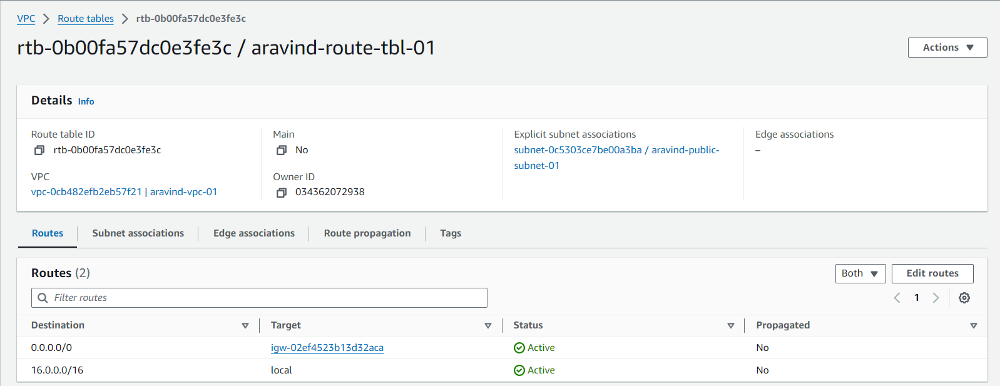 VPC > Route tables > rtb-0b00fa57dc0e3fe3c
rtb-0b00fa57dc0e3fe3c / aravind-route-tbl-01
Actions
Details Info
Route table ID
rtb-0b00fa57dc0e3fe3c
VPC
vpc-0cb482efb2eb57f21 | aravind-vpc-01
Main
No
Owner ID
034362072938
Explicit subnet associations
subnet-0c5303ce7be00a3ba / aravind-public-
subnet-01
Edge associations
–
Routes Subnet associations Edge associations Route propagation Tags
Routes (2)
Both Edit routes
Filter routes
1
Destination Target Status Propagated
0.0.0.0/0 igw-02ef4523b13d32aca Active No
16.0.0.0/16 local Active No